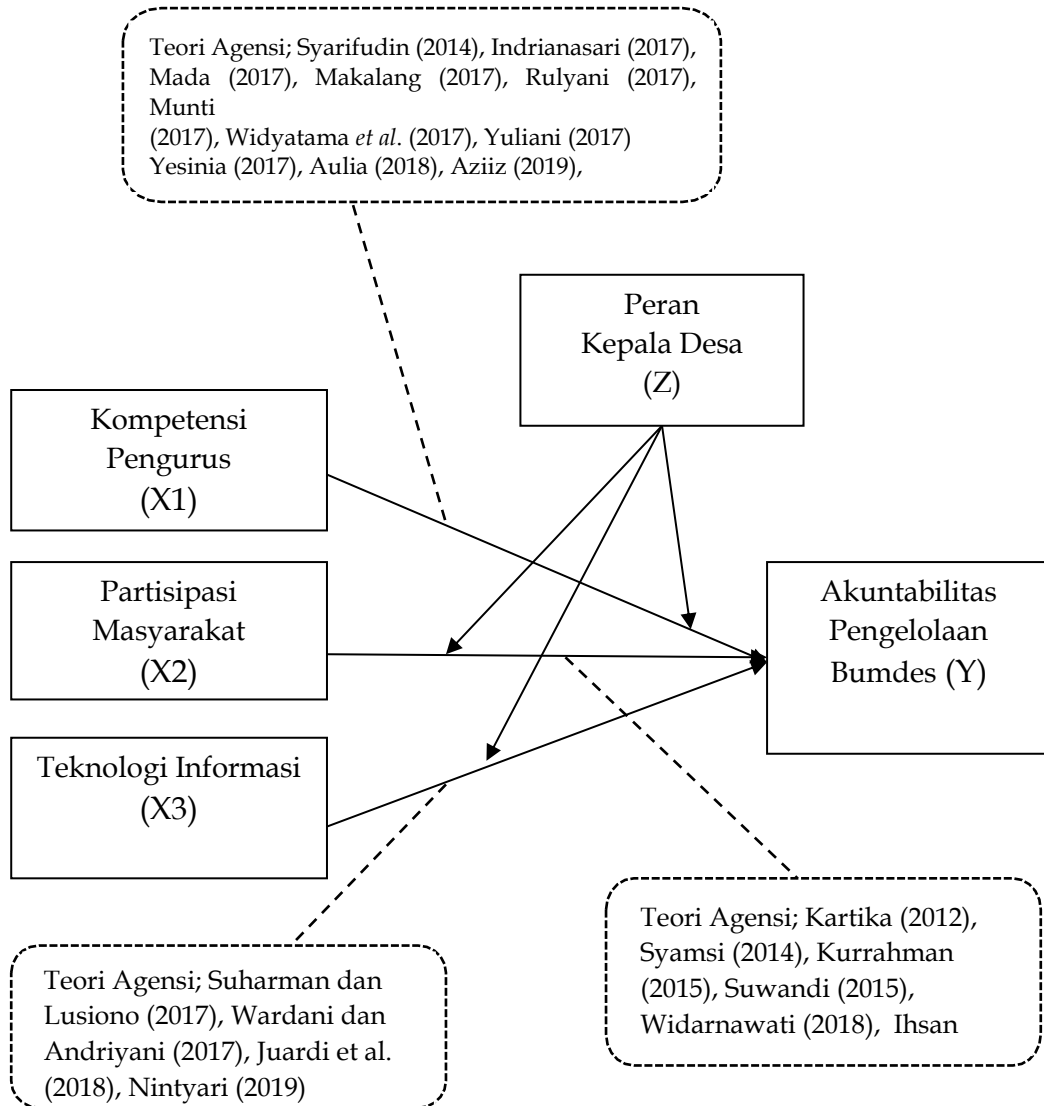 Teori Agensi; Syarifudin (2014), Indrianasari (2017),
Mada (2017), Makalang (2017), Rulyani (2017),
Munti
(2017), Widyatama et al. (2017), Yuliani (2017)
Yesinia (2017), Aulia (2018), Aziiz (2019),
Peran
Kepala Desa
(Z)
Kompetensi
Pengurus
(X1)
Partisipasi
Masyarakat
(X2)
Akuntabilitas
Pengelolaan
Bumdes (Y)
Teknologi Informasi
(X3)
Teori Agensi; Kartika (2012),
Syamsi (2014), Kurrahman
(2015), Suwandi (2015),
Widarnawati (2018), Ihsan
Teori Agensi; Suharman dan
Lusiono (2017), Wardani dan
Andriyani (2017), Juardi et al.
(2018), Nintyari (2019)